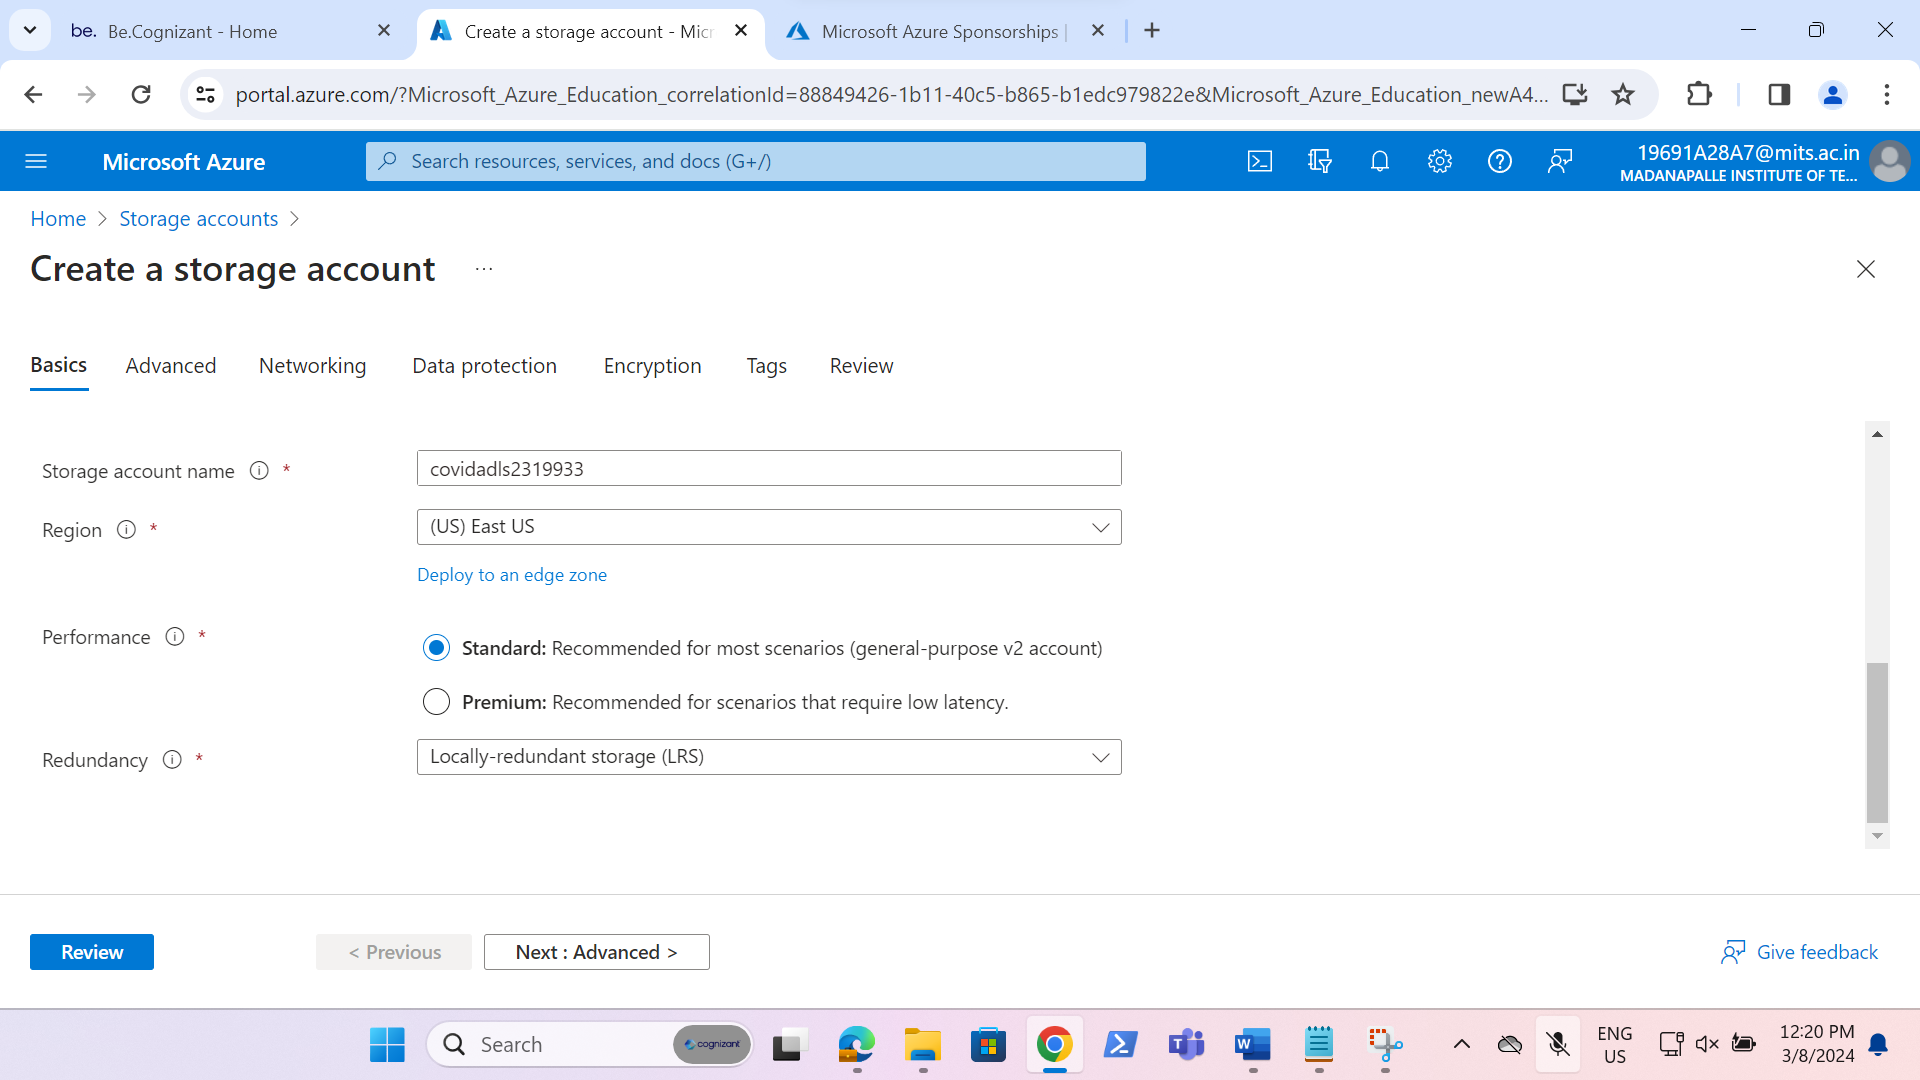 be. Be.Cognizant - Home
Create a storage account - Micr
Microsoft Azure Sponsorships |
portal.azure.com/?Microsoft_Azure_Education_correlationId=88849426-1b11-40c5-b865-b1edc979822e&Microsoft_Azure_Education_newA4...
Microsoft Azure
Search resources, services, and docs (G+/)
19691A28A7@mits.ac.in
MADANAPALLE INSTITUTE OF TE...
Home > Storage accounts >
Create a storage account ...
Basics Advanced Networking Data protection Encryption Tags Review
Storage account name *
covidadls2319933
Region *
(US) East US
Deploy to an edge zone
Performance *
Standard: Recommended for most scenarios (general-purpose v2 account)
Premium: Recommended for scenarios that require low latency.
Redundancy *
Locally-redundant storage (LRS)
Review
< Previous
Next : Advanced >
Give feedback
Search
cognizant
ENG
US
12:20 PM
3/8/2024